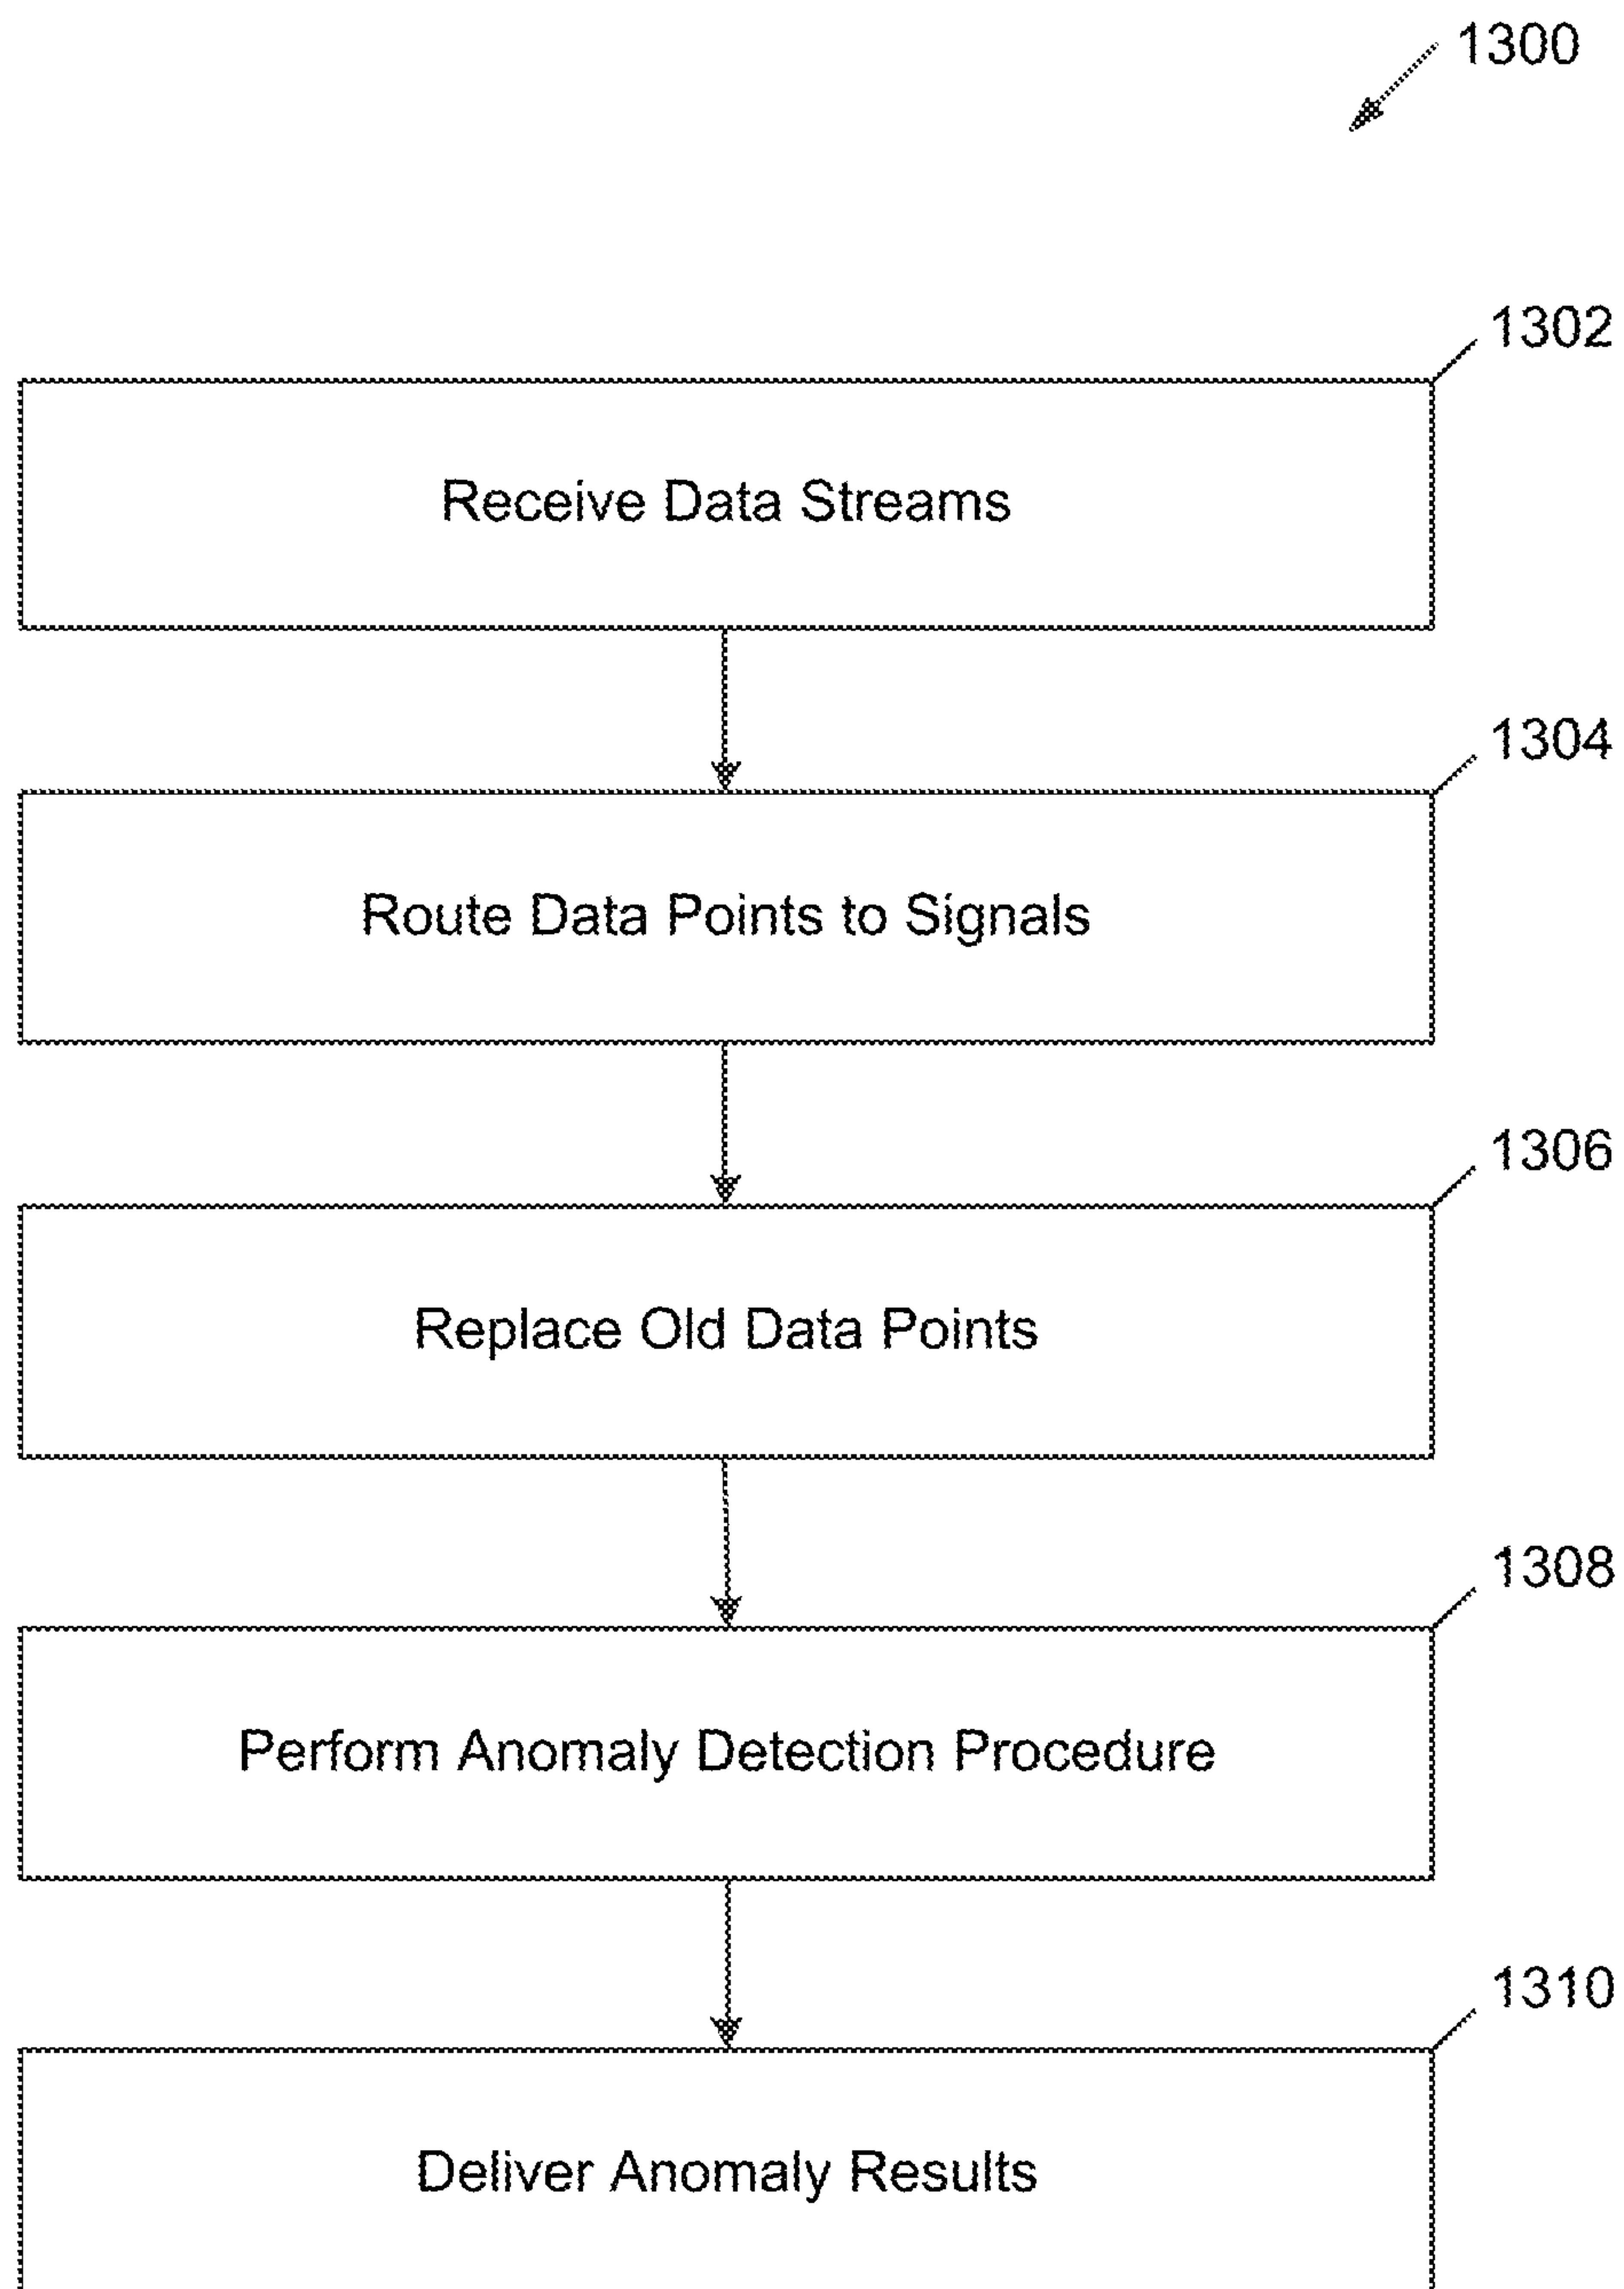 1300
1302
Receive Data Streams
1304
Route Data Points to Signals
1306
Replace Old Data Points
1308
Perform Anomaly Detection Procedure
1310
Deliver Anomaly Results